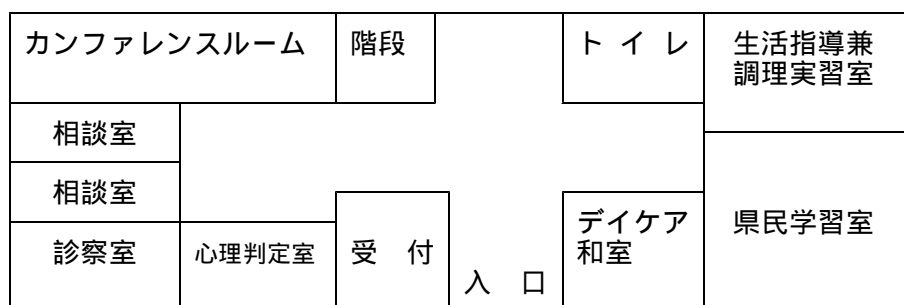 カンファレンスルーム
階段
ト イ レ
生活指導兼
調理実習室
相談室
相談室
診察室
心理判定室
受 付
入 口
デイケア
和室
県民学習室